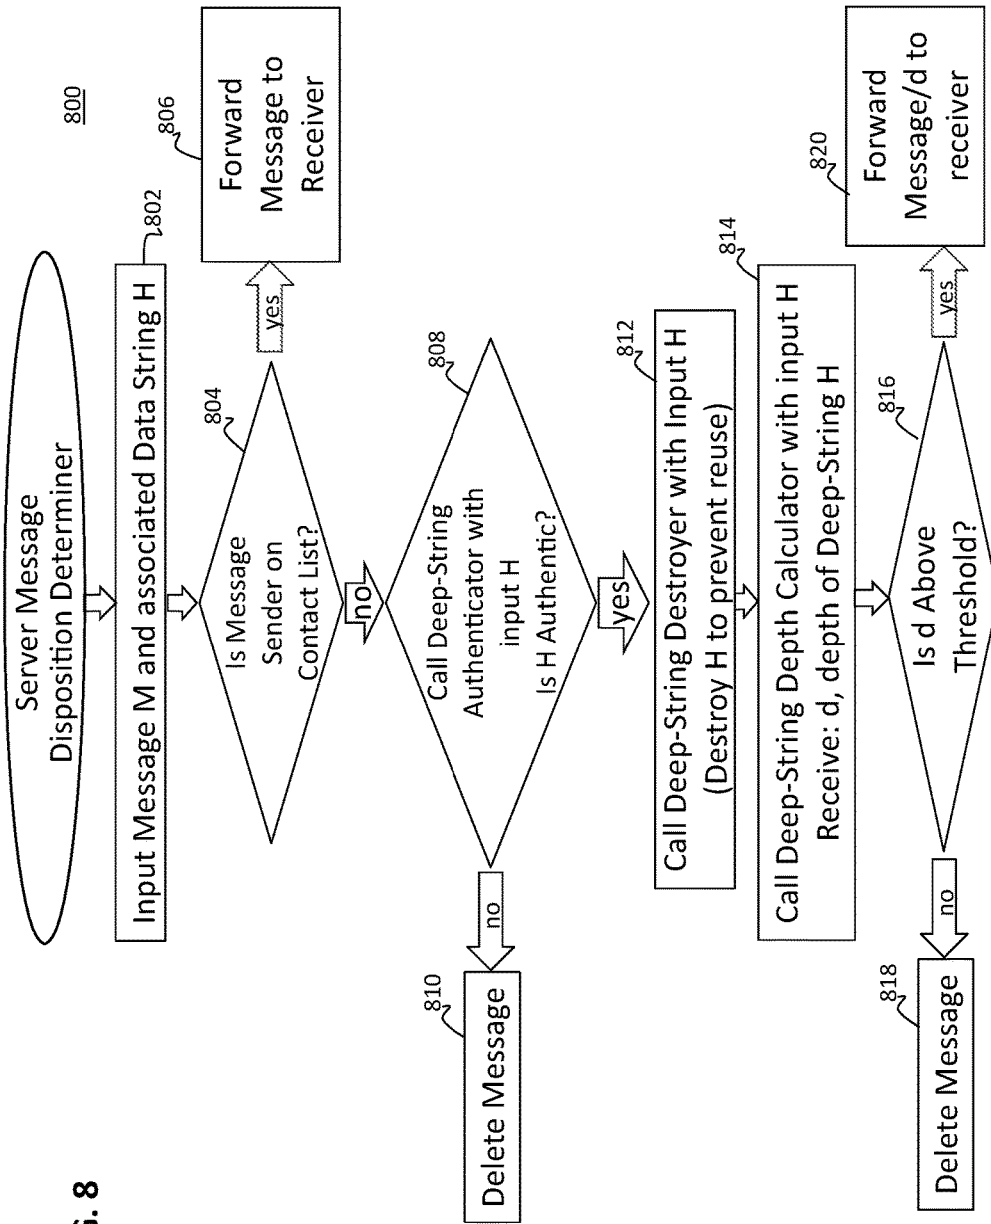 800
Server Message
Disposition Determiner
Input Message M and associated Data String H
802
804
Is Message
Sender on
Contact List?
yes
806
Forward
Message to
Receiver
no
808
Call Deep-String
Authenticator with
input H
Is H Authentic?
no
810
Delete Message
yes
812
Call Deep-String Destroyer with Input H
(Destroy H to prevent reuse)
814
Call Deep-String Depth Calculator with input H
Receive: d, depth of Deep-String H
816
Is d Above
Threshold?
yes
820
Forward
Message/d to
receiver
no
818
Delete Message
8